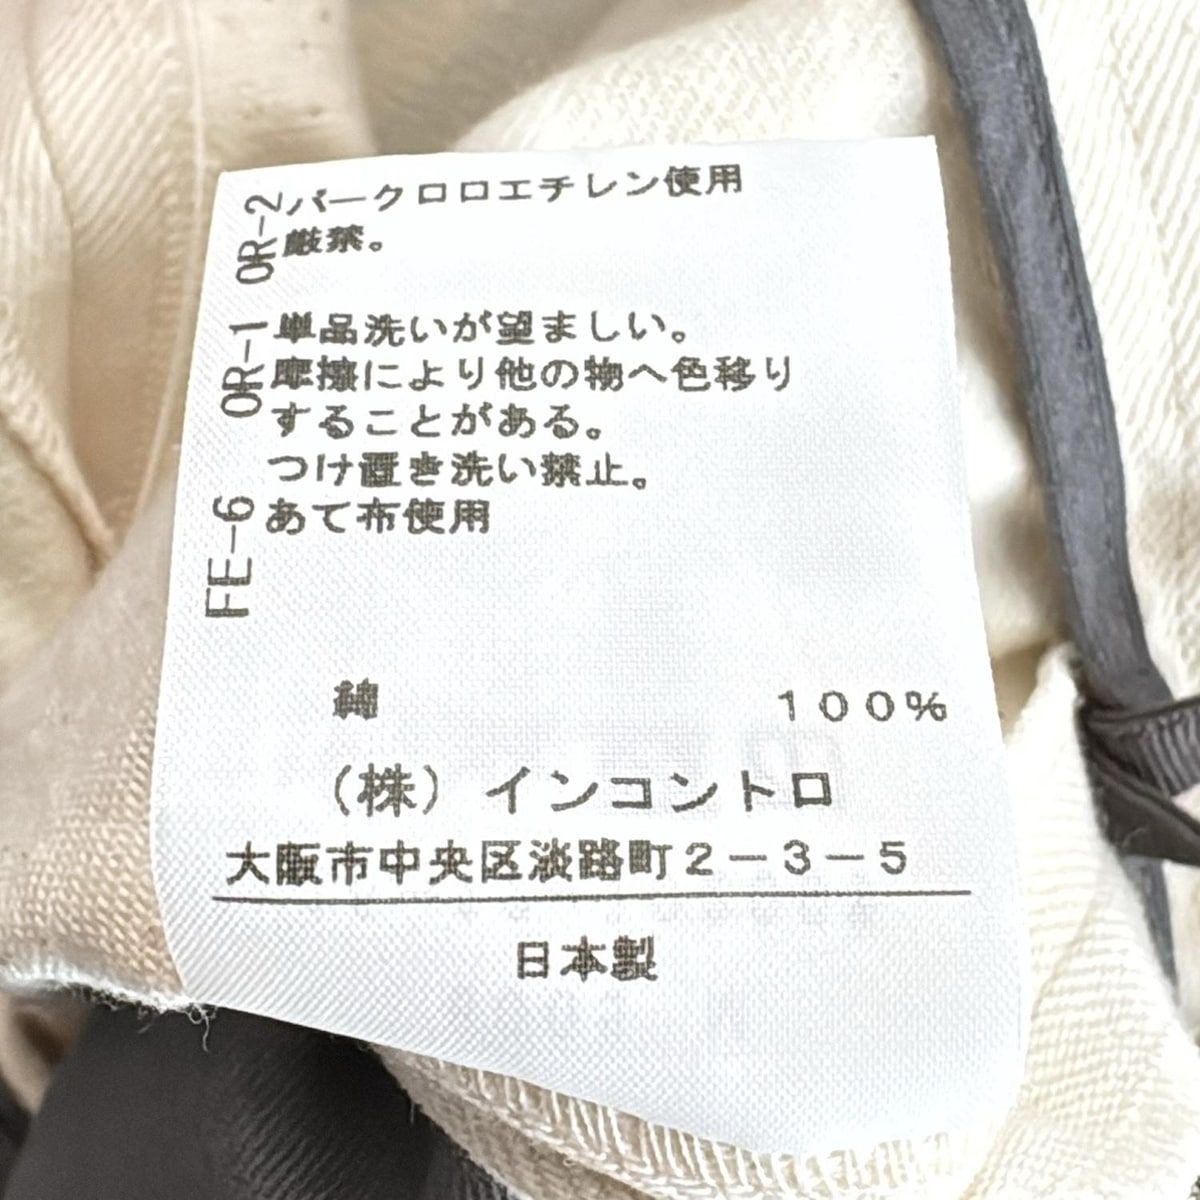 パークロロエチレン使用
厳禁。
単品洗いが望ましい。
摩擦により他の物へ色移り
することがある。
つけ置き洗い禁止。
あて布使用
OR-2
OR-1
FE-6
綿 100%
(株)インコントロ
大阪市中央区淡路町2-3-5
日本製